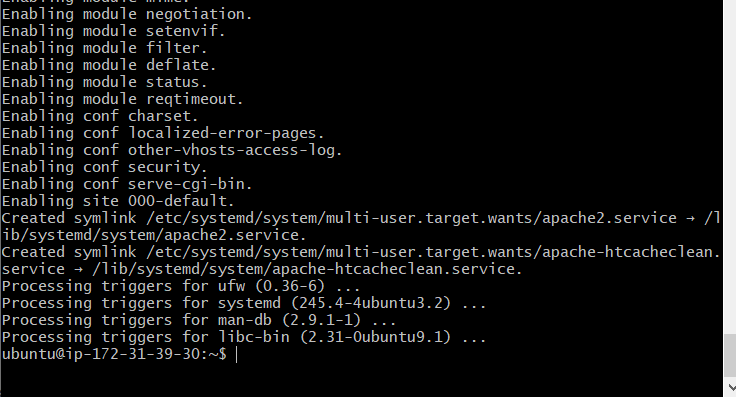 Enabling module mime.
Enabling module negotiation.
Enabling module setenvif.
Enabling module filter.
Enabling module deflate.
Enabling module status.
Enabling module reqtimeout.
Enabling conf charset.
Enabling conf localized-error-pages.
Enabling conf other-vhosts-access-log.
Enabling conf security.
Enabling conf serve-cgi-bin.
Enabling site 000-default.
Created symlink /etc/systemd/system/multi-user.target.wants/apache2.service → /l
ib/systemd/system/apache2.service.
Created symlink /etc/systemd/system/multi-user.target.wants/apache-htcacheclean.
service → /lib/systemd/system/apache-htcacheclean.service.
Processing triggers for ufw (0.36-6) ...
Processing triggers for systemd (245.4-4ubuntu3.2) ...
Processing triggers for man-db (2.9.1-1) ...
Processing triggers for libc-bin (2.31-0ubuntu9.1) ...
ubuntu@ip-172-31-39-30:~$